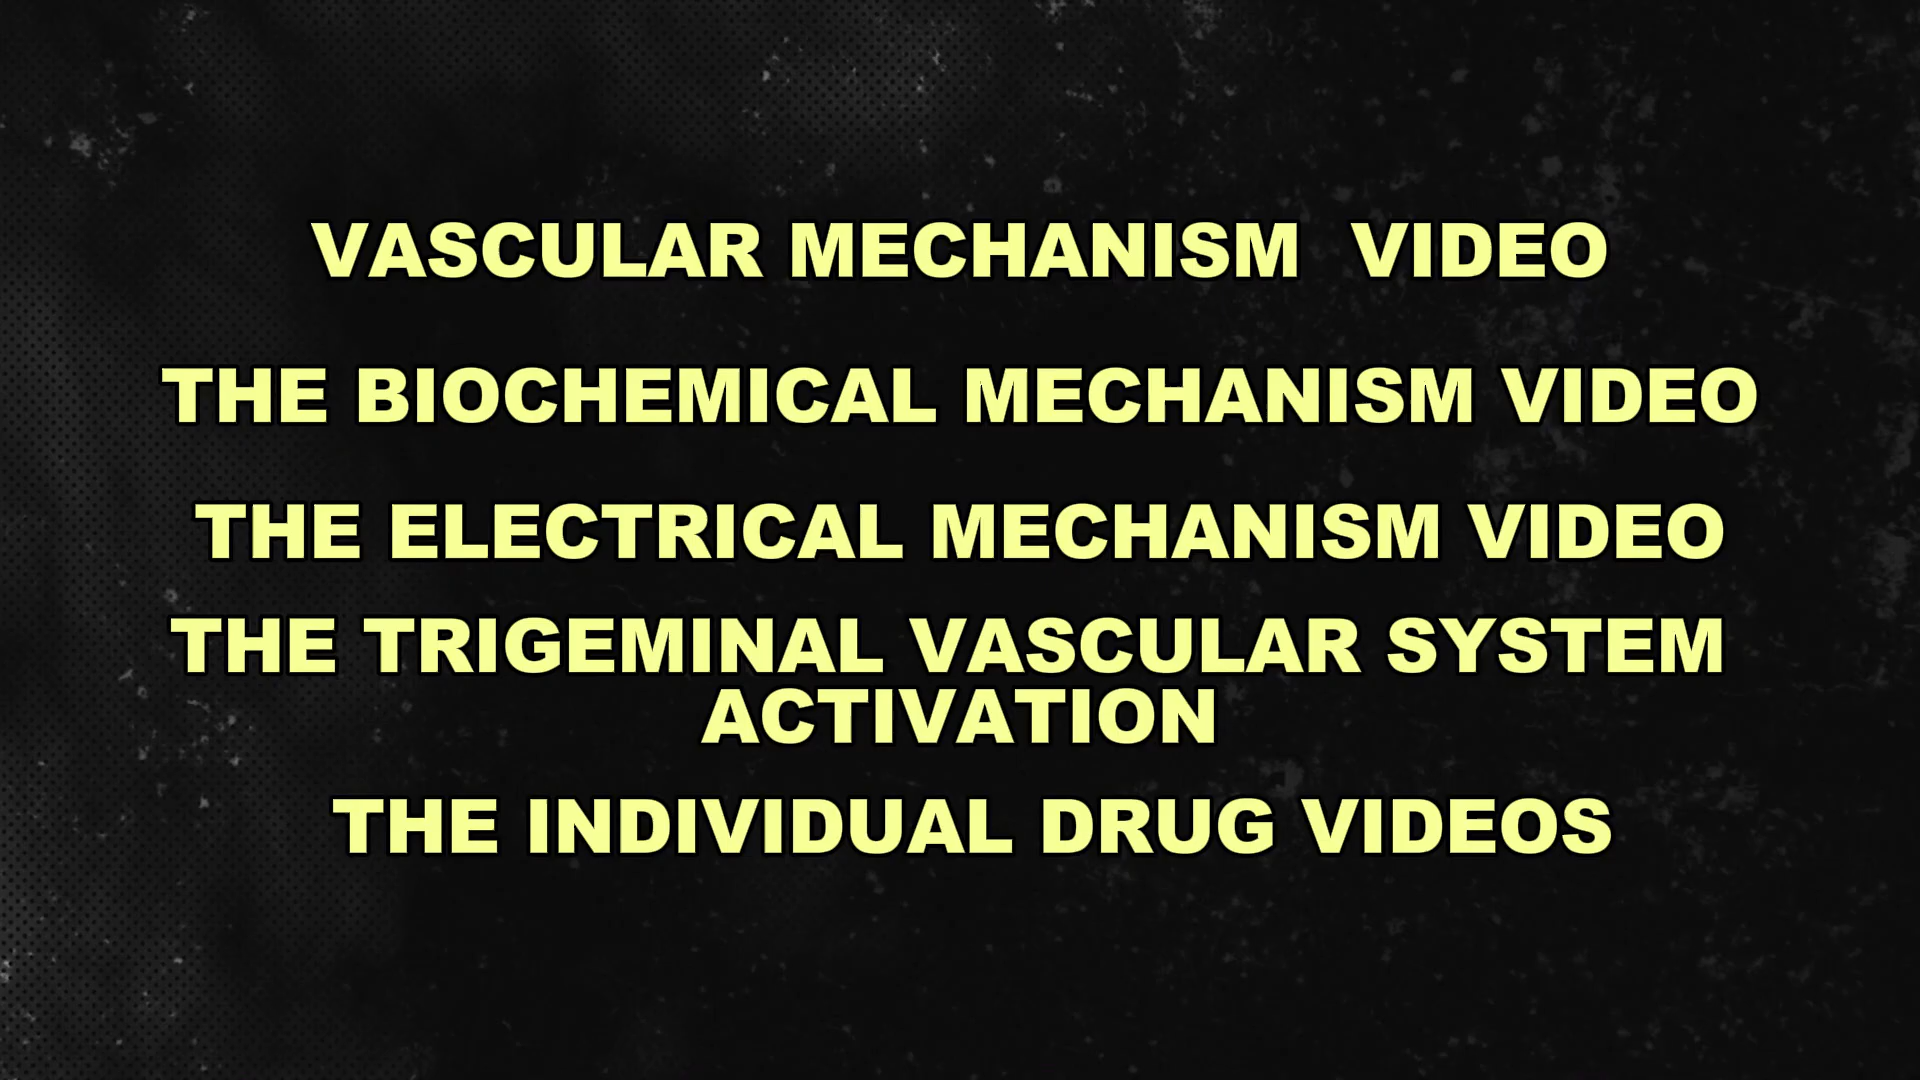 VASCULAR MECHANISM  VIDEO
THE BIOCHEMICAL MECHANISM VIDEO
THE ELECTRICAL MECHANISM VIDEO
THE TRIGEMINAL VASCULAR SYSTEM
ACTIVATION
THE INDIVIDUAL DRUG VIDEOS